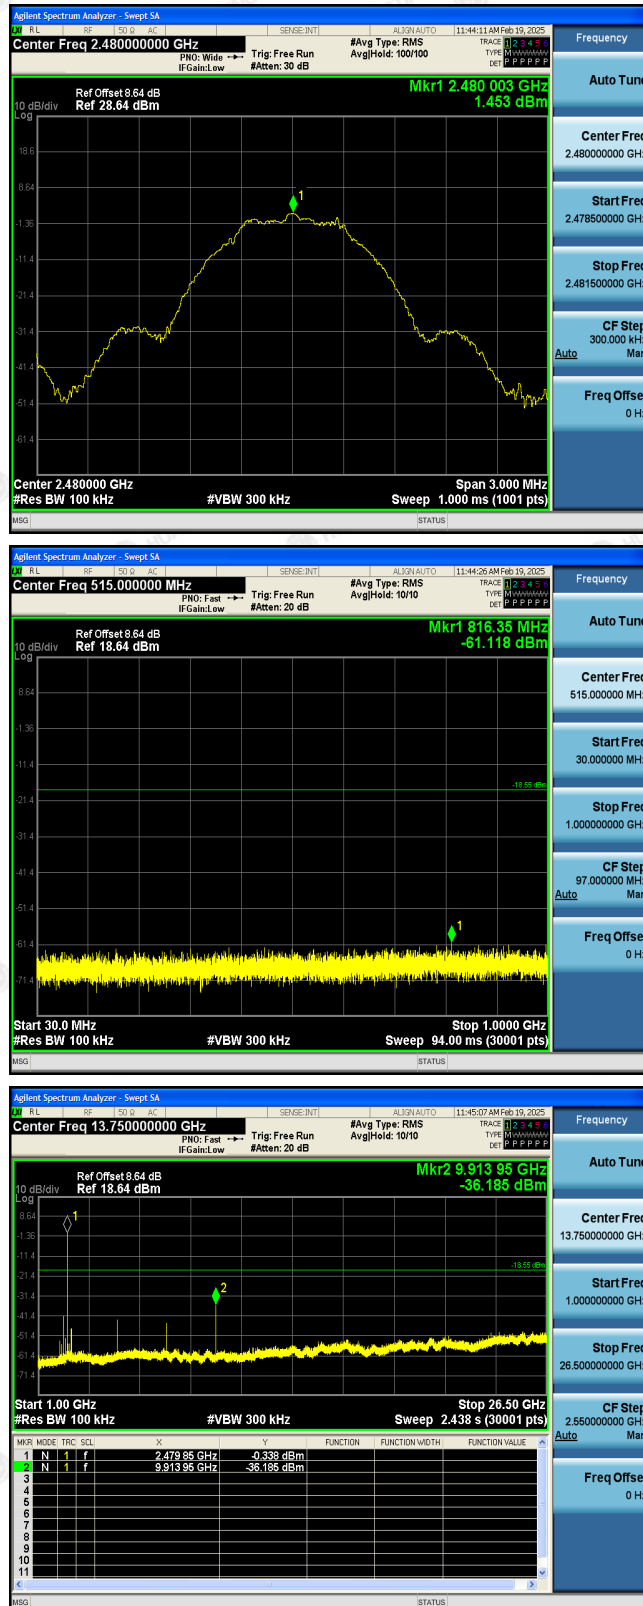 Agilent Spectrum Analyzer - Swept SA
LXI RL RF 50 Ω AC SENSE:INT ALIGN AUTO 11:44:11 AM Feb 19, 2025
Center Freq 2.480000000 GHz #Avg Type: RMS TRACE 1 2 3 4 5 6
PNO: Wide Trig: Free Run Avg|Hold: 100/100 TYPE M WWWWW
IFGain:Low #Atten: 30 dB DET P P P P P P
Mkr1 2.480 003 GHz
1.453 dBm
Ref Offset 8.64 dB
10 dB/div Ref 28.64 dBm
Log
18.6
8.64
-1.36
-11.4
-21.4
-31.4
-41.4
-51.4
-61.4
1
Center 2.480000 GHz Span 3.000 MHz
#Res BW 100 kHz #VBW 300 kHz Sweep 1.000 ms (1001 pts)
MSG STATUS
Frequency
Auto Tune
Center Freq
2.480000000 GHz
Start Freq
2.478500000 GHz
Stop Freq
2.481500000 GHz
CF Step
300.000 kHz
Auto Man
Freq Offset
0 Hz
Agilent Spectrum Analyzer - Swept SA
LXI RL RF 50 Ω AC SENSE:INT ALIGN AUTO 11:44:26 AM Feb 19, 2025
Center Freq 515.000000 MHz #Avg Type: RMS TRACE 1 2 3 4 5 6
PNO: Fast Trig: Free Run Avg|Hold: 10/10 TYPE M WWWWW
IFGain:Low #Atten: 20 dB DET P P P P P P
Mkr1 816.35 MHz
-61.118 dBm
Ref Offset 8.64 dB
10 dB/div Ref 18.64 dBm
Log
8.64
-1.36
-11.4
-18.55 dBm
-21.4
-31.4
-41.4
-51.4
-61.4
-71.4
1
Start 30.0 MHz Stop 1.0000 GHz
#Res BW 100 kHz #VBW 300 kHz Sweep 94.00 ms (30001 pts)
MSG STATUS
Frequency
Auto Tune
Center Freq
515.000000 MHz
Start Freq
30.000000 MHz
Stop Freq
1.000000000 GHz
CF Step
97.000000 MHz
Auto Man
Freq Offset
0 Hz
Agilent Spectrum Analyzer - Swept SA
LXI RL RF 50 Ω AC SENSE:INT ALIGN AUTO 11:45:07 AM Feb 19, 2025
Center Freq 13.750000000 GHz #Avg Type: RMS TRACE 1 2 3 4 5 6
PNO: Fast Trig: Free Run Avg|Hold: 10/10 TYPE M WWWWW
IFGain:Low #Atten: 20 dB DET P P P P P P
Mkr2 9.913 95 GHz
-36.185 dBm
Ref Offset 8.64 dB
10 dB/div Ref 18.64 dBm
Log
8.64
-1.36
-11.4
-18.55 dBm
-21.4
-31.4
-41.4
-51.4
-61.4
-71.4
1
2
Start 1.00 GHz Stop 26.50 GHz
#Res BW 100 kHz #VBW 300 kHz Sweep 2.438 s (30001 pts)
MKR MODE TRC SCL X Y FUNCTION FUNCTION WIDTH FUNCTION VALUE
1 N 1 f 2.479 85 GHz -0.338 dBm
2 N 1 f 9.913 95 GHz -36.185 dBm
3
4
5
6
7
8
9
10
11
MSG STATUS
Frequency
Auto Tune
Center Freq
13.750000000 GHz
Start Freq
1.000000000 GHz
Stop Freq
26.500000000 GHz
CF Step
2.550000000 GHz
Auto Man
Freq Offset
0 Hz